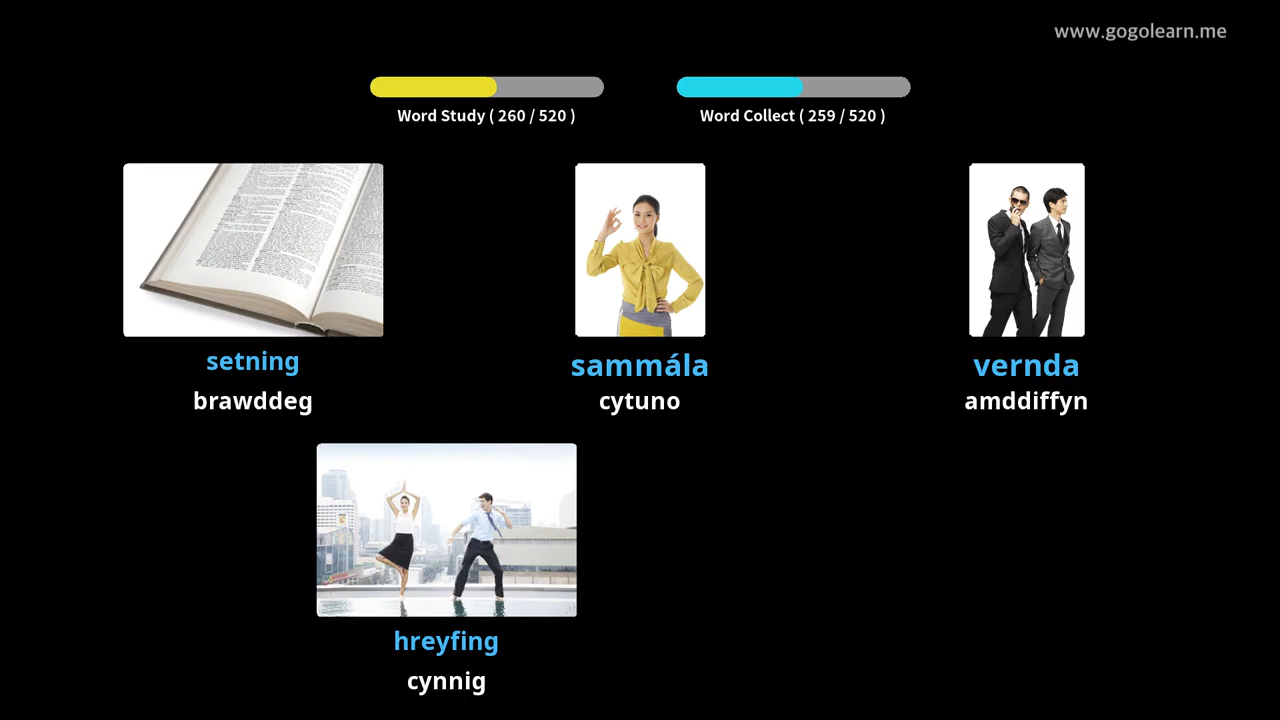 www.gogolearn.me
Word Study ( 260 / 520 )
Word Collect ( 259 / 520 )
setning
brawddeg
sammála
cytuno
vernda
amddiffyn
hreyfing
cynnig